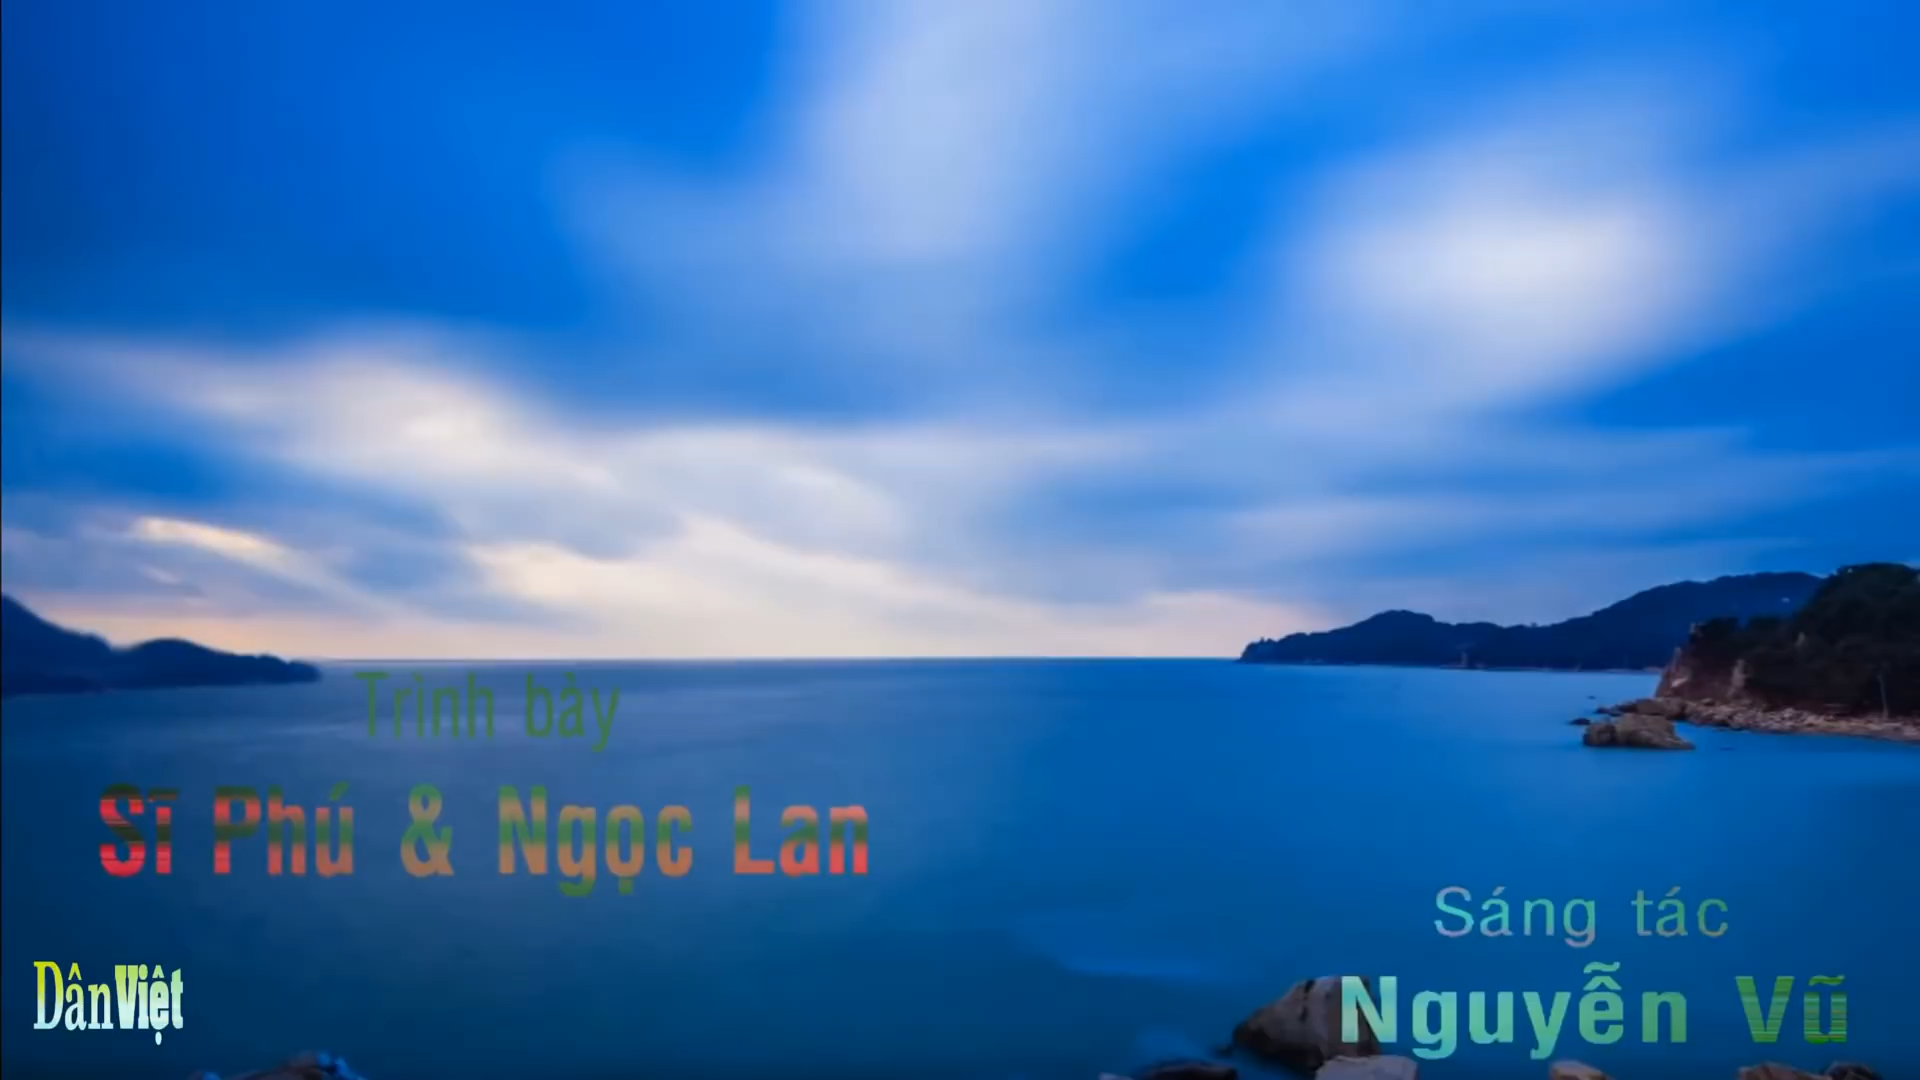 Trình bày
Sĩ Phú & Ngọc Lan
Sáng tác
Nguyễn Vũ
DânViệt